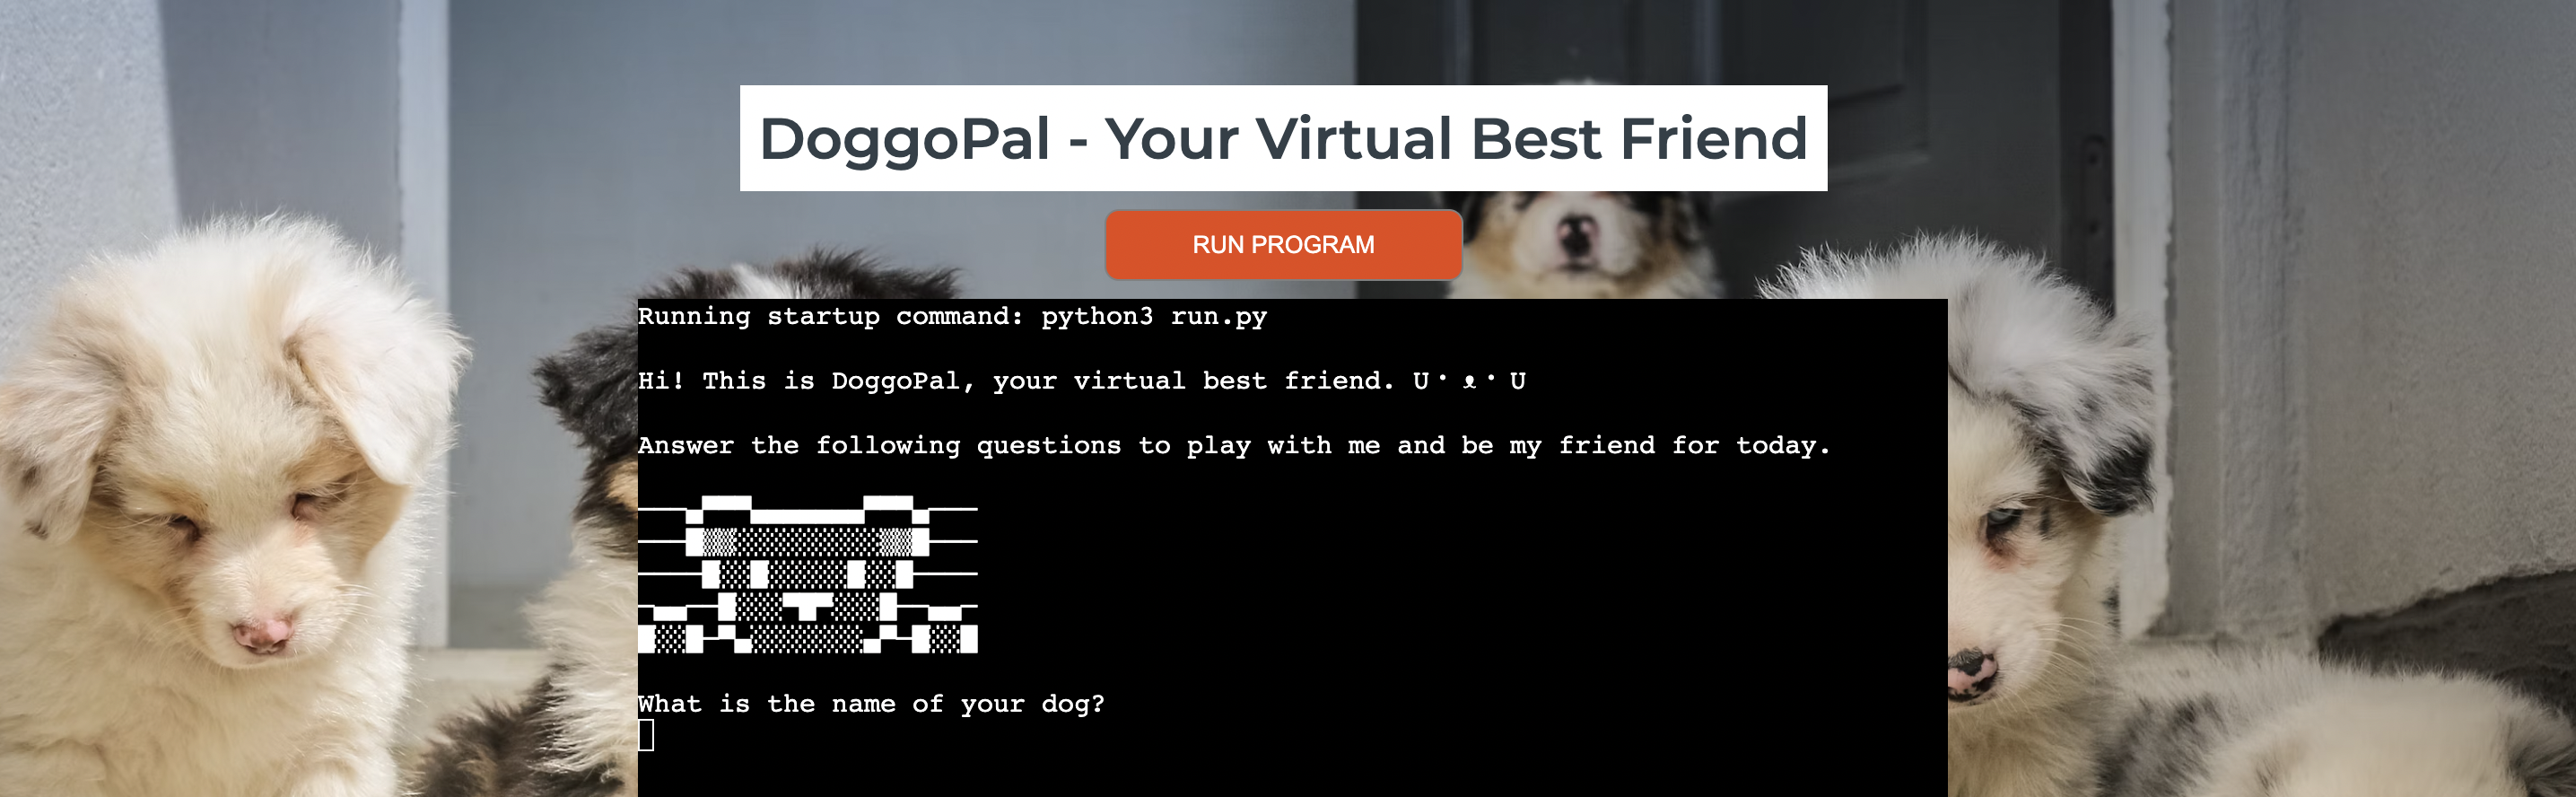 DoggoPal - Your Virtual Best Friend
RUN PROGRAM
Running startup command: python3 run.py
Hi! This is DoggoPal, your virtual best friend. U・ᴥ・U
Answer the following questions to play with me and be my friend for today.
What is the name of your dog?